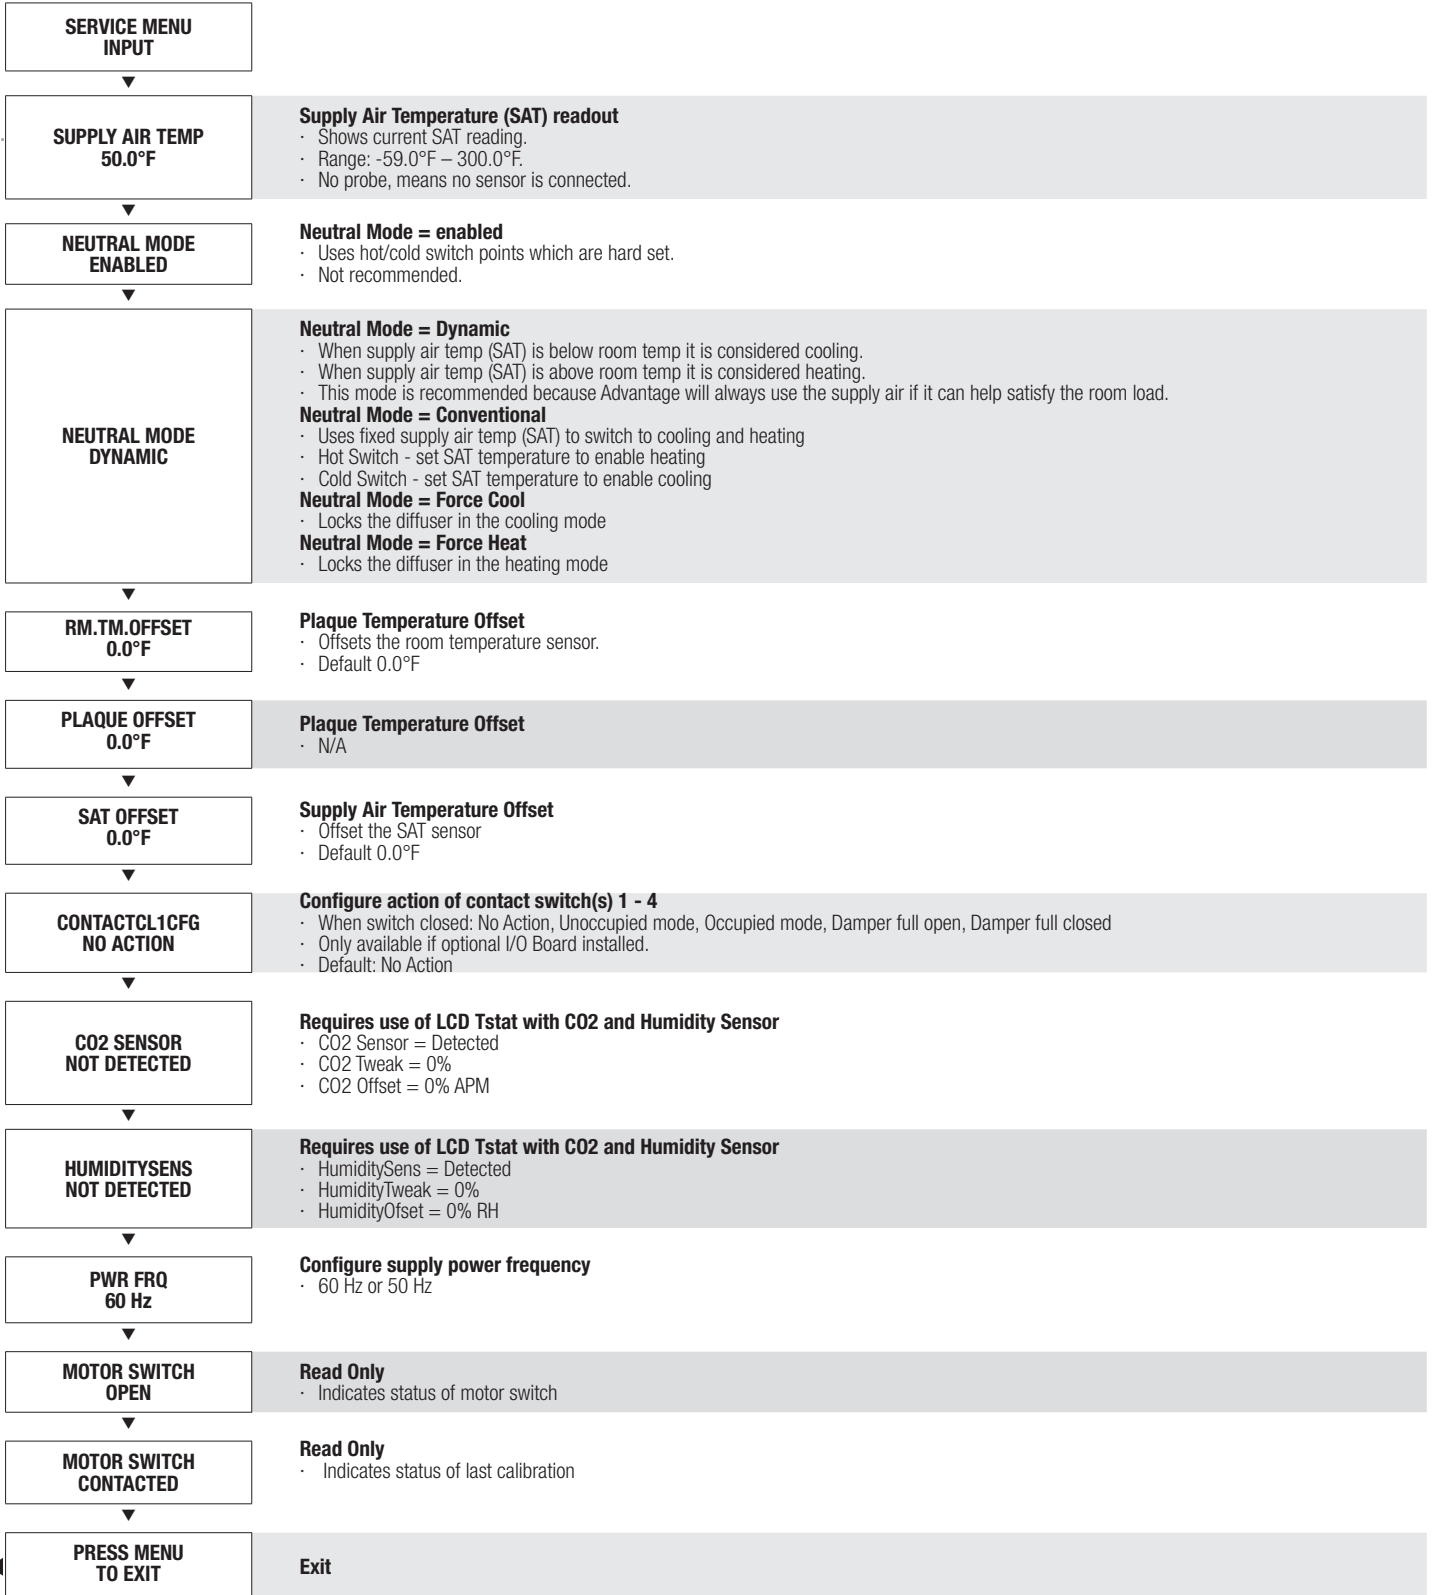 SERVICE MENU
INPUT
▼
SUPPLY AIR TEMP
50.0°F
Supply Air Temperature (SAT) readout
· Shows current SAT reading.
· Range: -59.0°F – 300.0°F.
· No probe, means no sensor is connected.
▼
NEUTRAL MODE
ENABLED
Neutral Mode = enabled
· Uses hot/cold switch points which are hard set.
· Not recommended.
▼
NEUTRAL MODE
DYNAMIC
Neutral Mode = Dynamic
· When supply air temp (SAT) is below room temp it is considered cooling.
· When supply air temp (SAT) is above room temp it is considered heating.
· This mode is recommended because Advantage will always use the supply air if it can help satisfy the room load.
Neutral Mode = Conventional
· Uses fixed supply air temp (SAT) to switch to cooling and heating
· Hot Switch - set SAT temperature to enable heating
· Cold Switch - set SAT temperature to enable cooling
Neutral Mode = Force Cool
· Locks the diffuser in the cooling mode
Neutral Mode = Force Heat
· Locks the diffuser in the heating mode
▼
RM.TM.OFFSET
0.0°F
Plaque Temperature Offset
· Offsets the room temperature sensor.
· Default 0.0°F
▼
PLAQUE OFFSET
0.0°F
Plaque Temperature Offset
· N/A
▼
SAT OFFSET
0.0°F
Supply Air Temperature Offset
· Offset the SAT sensor
· Default 0.0°F
▼
CONTACTCL1CFG
NO ACTION
Configure action of contact switch(s) 1 - 4
· When switch closed: No Action, Unoccupied mode, Occupied mode, Damper full open, Damper full closed
· Only available if optional I/O Board installed.
· Default: No Action
▼
CO2 SENSOR
NOT DETECTED
Requires use of LCD Tstat with CO2 and Humidity Sensor
· CO2 Sensor = Detected
· CO2 Tweak = 0%
· CO2 Offset = 0% APM
▼
HUMIDITYSENS
NOT DETECTED
Requires use of LCD Tstat with CO2 and Humidity Sensor
· HumiditySens = Detected
· HumidityTweak = 0%
· HumidityOfset = 0% RH
▼
PWR FRQ
60 Hz
Configure supply power frequency
· 60 Hz or 50 Hz
▼
MOTOR SWITCH
OPEN
Read Only
· Indicates status of motor switch
▼
MOTOR SWITCH
CONTACTED
Read Only
· Indicates status of last calibration
▼
PRESS MENU
TO EXIT
Exit